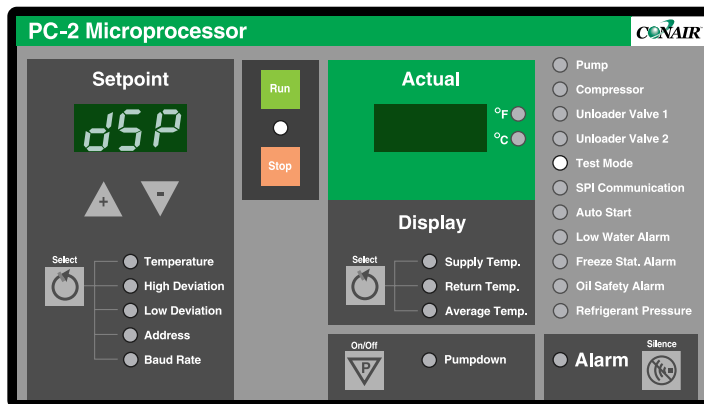 PC-2 Microprocessor
CONAIR
Setpoint
dSP
+
-
Select
Temperature
High Deviation
Low Deviation
Address
Baud Rate
Run
Stop
Actual
°F
°C
Display
Select
Supply Temp.
Return Temp.
Average Temp.
On/Off
P
Pumpdown
Pump
Compressor
Unloader Valve 1
Unloader Valve 2
Test Mode
SPI Communication
Auto Start
Low Water Alarm
Freeze Stat. Alarm
Oil Safety Alarm
Refrigerant Pressure
Alarm
Silence